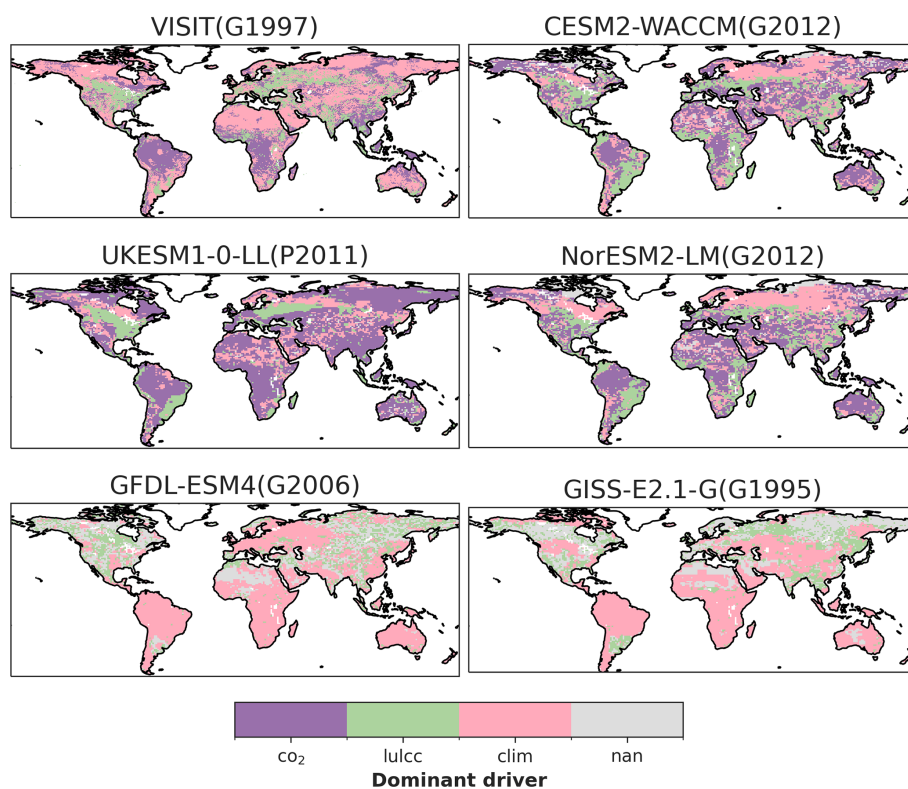 VISIT(G1997)
CESM2-WACCM(G2012)
UKESM1-0-LL(P2011)
NorESM2-LM(G2012)
GFDL-ESM4(G2006)
GISS-E2.1-G(G1995)
co₂ lulcc clim nan
Dominant driver